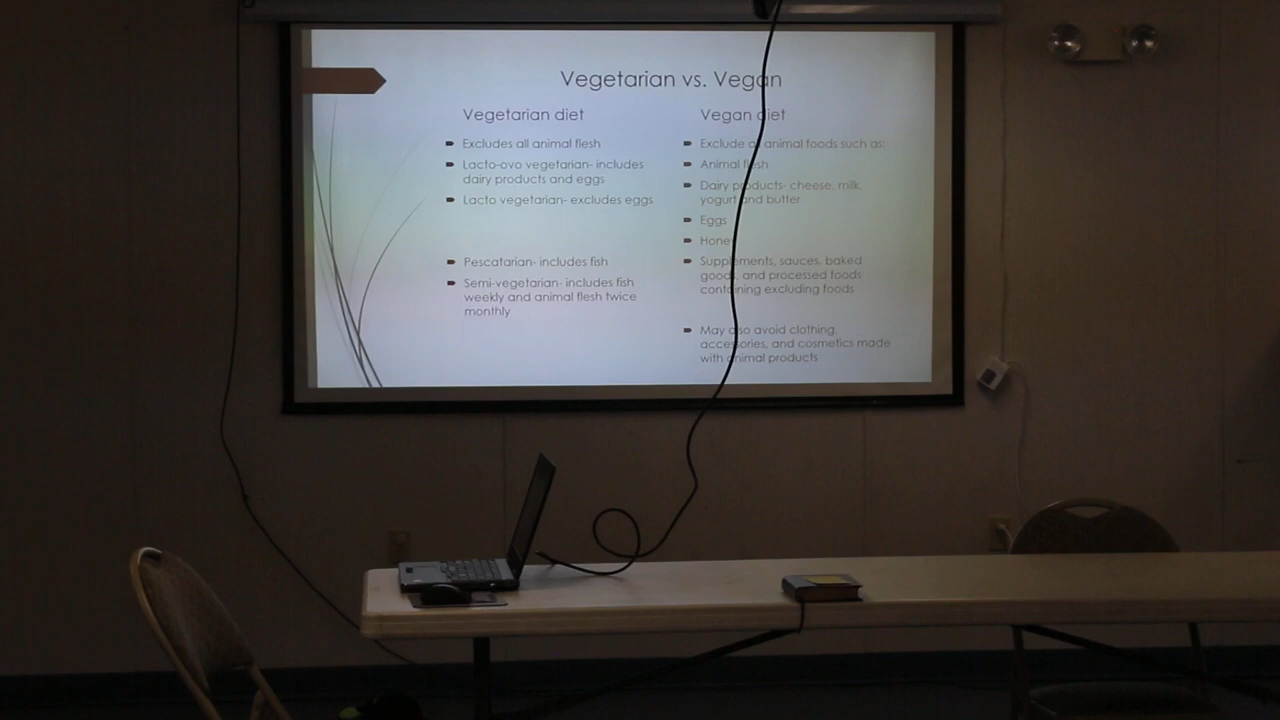 Vegetarian vs. Vegan
Vegetarian diet
Excludes all animal flesh
Lacto-ovo vegetarian- includes
dairy products and eggs
Lacto vegetarian- excludes eggs
Pescatarian- includes fish
Semi-vegetarian- includes fish
weekly and animal flesh twice
monthly
Vegan diet
Exclude all animal foods such as:
Animal flesh
Dairy products- cheese, milk,
yogurt and butter
Eggs
Honey
Supplements, sauces, baked
goods, and processed foods
containing excluding foods
May also avoid clothing,
accessories, and cosmetics made
with animal products